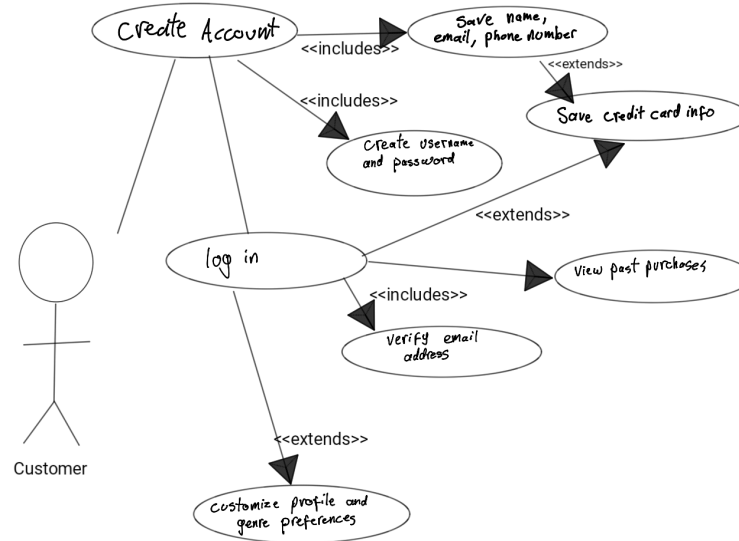 Create Account
<<includes>>
Save name,
email, phone number
<<extends>>
Save credit card info
<<includes>>
Create username
and password
<<extends>>
log in
View past purchases
<<includes>>
Verify email
address
<<extends>>
Customer
Customize profile and
genre preferences